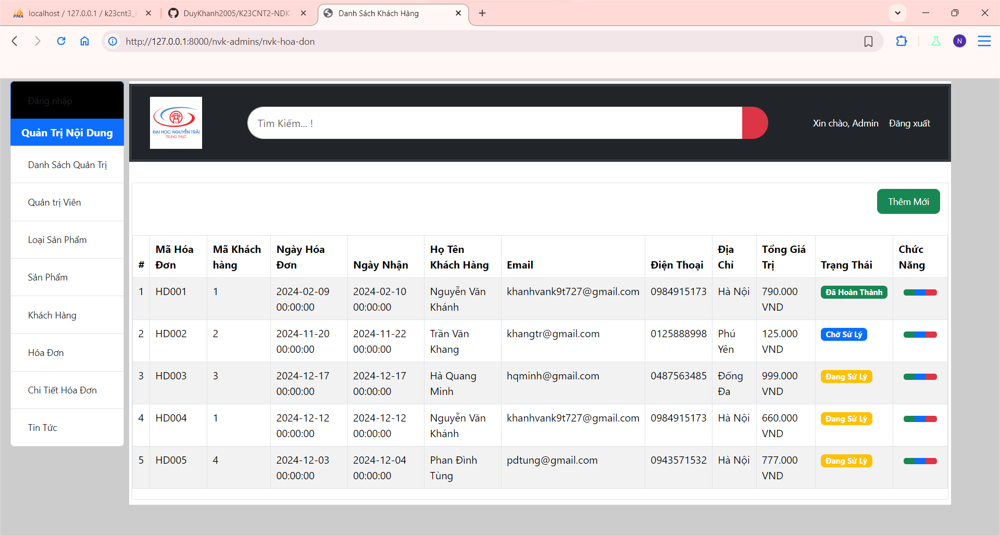 localhost / 127.0.0.1 / k23cnt3_
DuyKhanh2005/K23CNT2-NDK-
Danh Sách Khách Hàng
http://127.0.0.1:8000/nvk-admins/nvk-hoa-don
N
Đăng nhập
Quản Trị Nội Dung
Danh Sách Quản Trị
Quản trị Viên
Loại Sản Phẩm
Sản Phẩm
Khách Hàng
Hóa Đơn
Chi Tiết Hóa Đơn
Tin Tức
ĐẠI HỌC NGUYỄN TRÃI
TRUNG THỰC
Tìm Kiếm... !
Xin chào, Admin Đăng xuất
Thêm Mới
# Mã Hóa Đơn Mã Khách hàng Ngày Hóa Đơn Ngày Nhận Họ Tên Khách Hàng Email Điện Thoại Địa Chỉ Tổng Giá Trị Trạng Thái Chức Năng
1 HD001 1 2024-02-09 00:00:00 2024-02-10 00:00:00 Nguyễn Văn Khánh khanhvank9t727@gmail.com 0984915173 Hà Nội 790.000 VND Đã Hoàn Thành
2 HD002 2 2024-11-20 00:00:00 2024-11-22 00:00:00 Trần Văn Khang khangtr@gmail.com 0125888998 Phú Yên 125.000 VND Chờ Sử Lý
3 HD003 3 2024-12-17 00:00:00 2024-12-17 00:00:00 Hà Quang Minh hqminh@gmail.com 0487563485 Đống Đa 999.000 VND Đang Sử Lý
4 HD004 1 2024-12-12 00:00:00 2024-12-12 00:00:00 Nguyễn Văn Khánh khanhvank9t727@gmail.com 0984915173 Hà Nội 660.000 VND Đang Sử Lý
5 HD005 4 2024-12-03 00:00:00 2024-12-04 00:00:00 Phan Đình Tùng pdtung@gmail.com 0943571532 Hà Nội 777.000 VND Đang Sử Lý